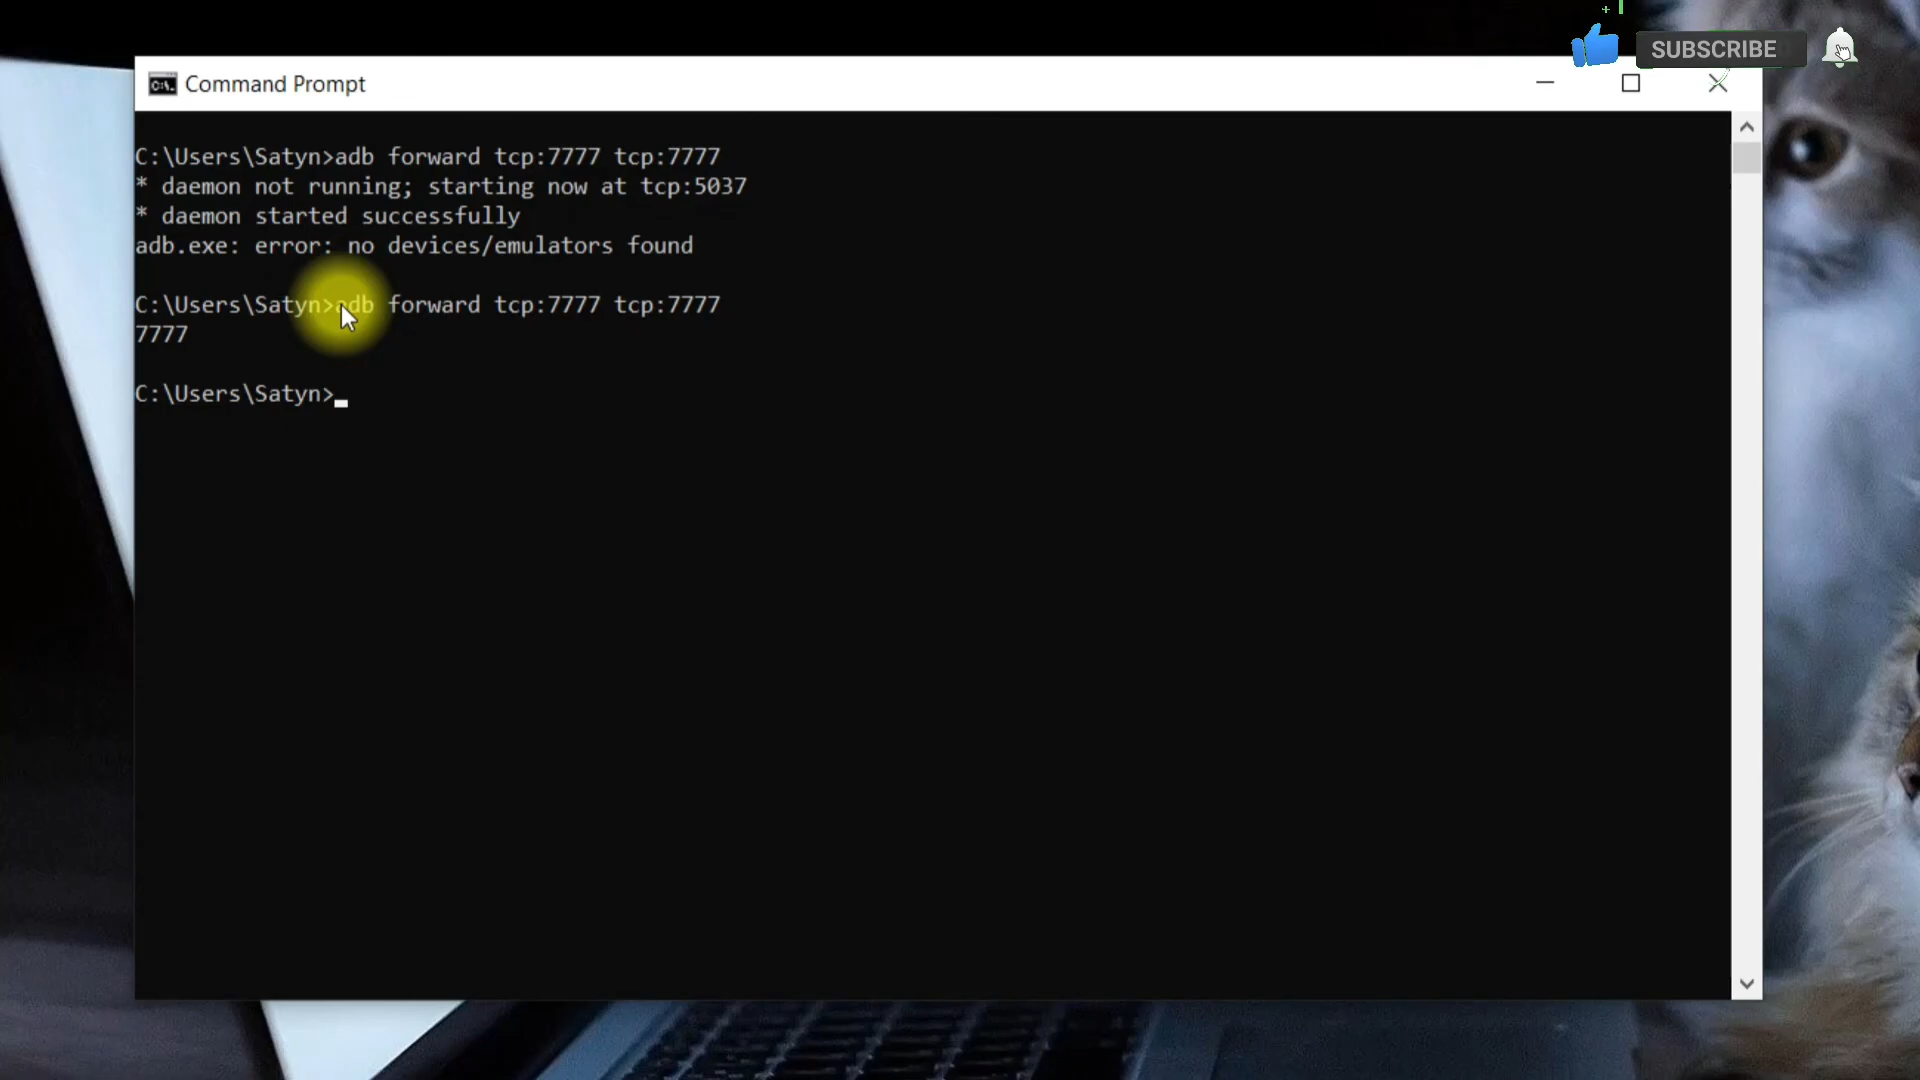 SUBSCRIBE
Command Prompt
C:\Users\Satyn>adb forward tcp:7777 tcp:7777
* daemon not running; starting now at tcp:5037
* daemon started successfully
adb.exe: error: no devices/emulators found
C:\Users\Satyn>adb forward tcp:7777 tcp:7777
7777
C:\Users\Satyn>